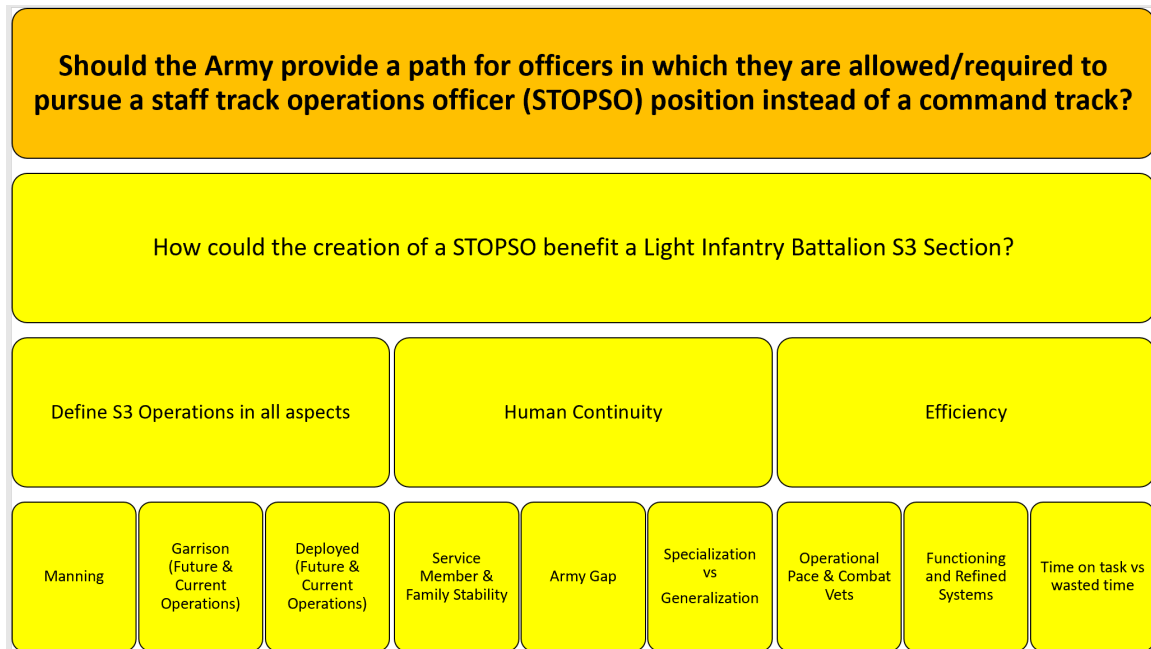 Should the Army provide a path for officers in which they are allowed/required to
pursue a staff track operations officer (STOPSO) position instead of a command track?
How could the creation of a STOPSO benefit a Light Infantry Battalion S3 Section?
Define S3 Operations in all aspects
Human Continuity
Efficiency
Manning
Garrison
(Future &
Current
Operations)
Deployed
(Future &
Current
Operations)
Service
Member &
Family Stability
Army Gap
Specialization
vs
Generalization
Operational
Pace & Combat
Vets
Functioning
and Refined
Systems
Time on task vs
wasted time